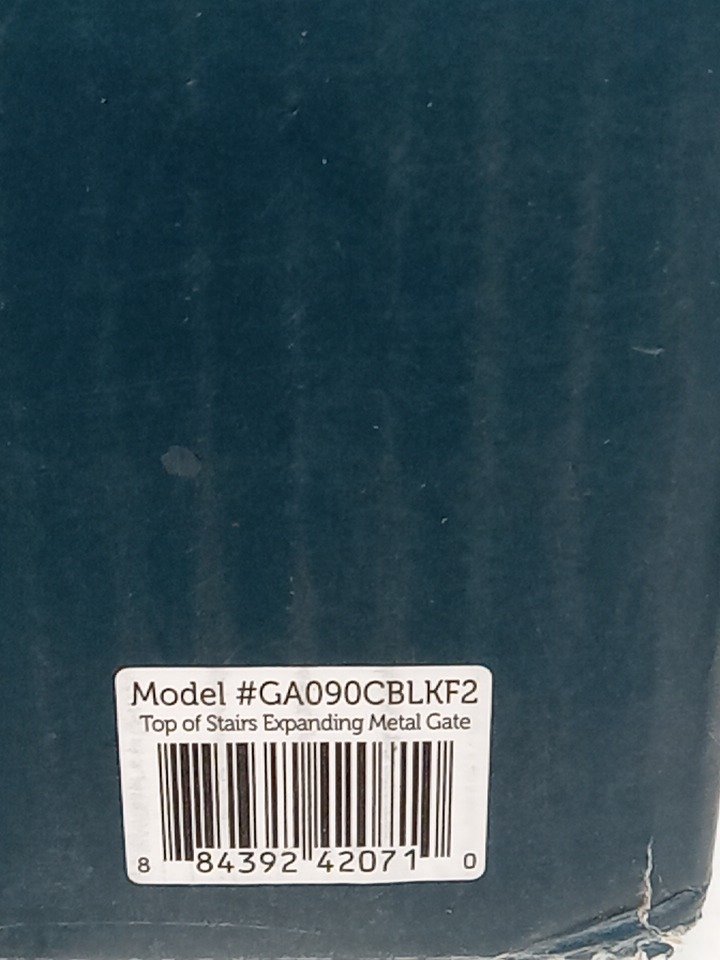 Model #GA090CBLKF2
Top of Stairs Expanding Metal Gate
8 84392 42071 0